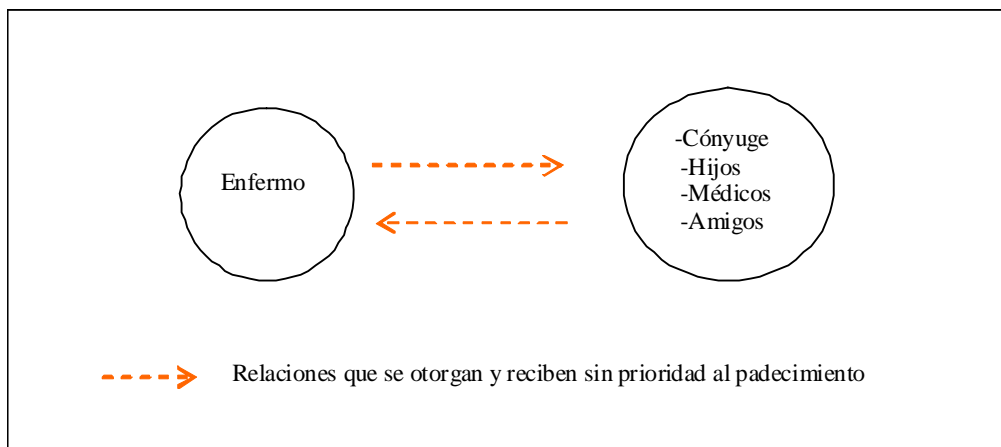 Enfermo
-Cónyuge
-Hijos
-Médicos
-Amigos
Relaciones que se otorgan y reciben sin prioridad al padecimiento